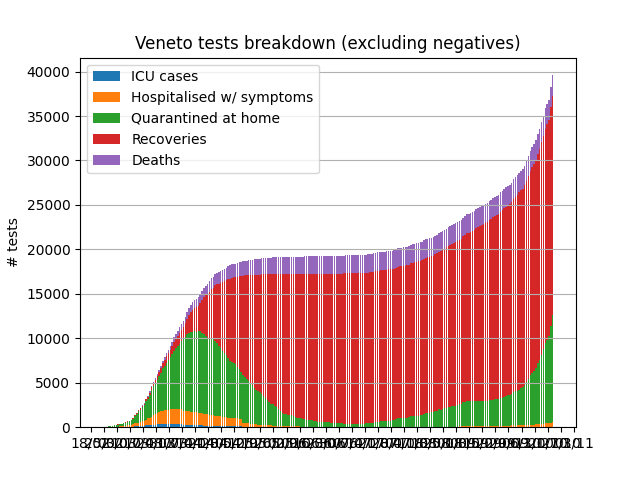 Veneto tests breakdown (excluding negatives)
ICU cases
Hospitalised w/ symptoms
Quarantined at home
Recoveries
Deaths
# tests
40000
35000
30000
25000
20000
15000
10000
5000
0